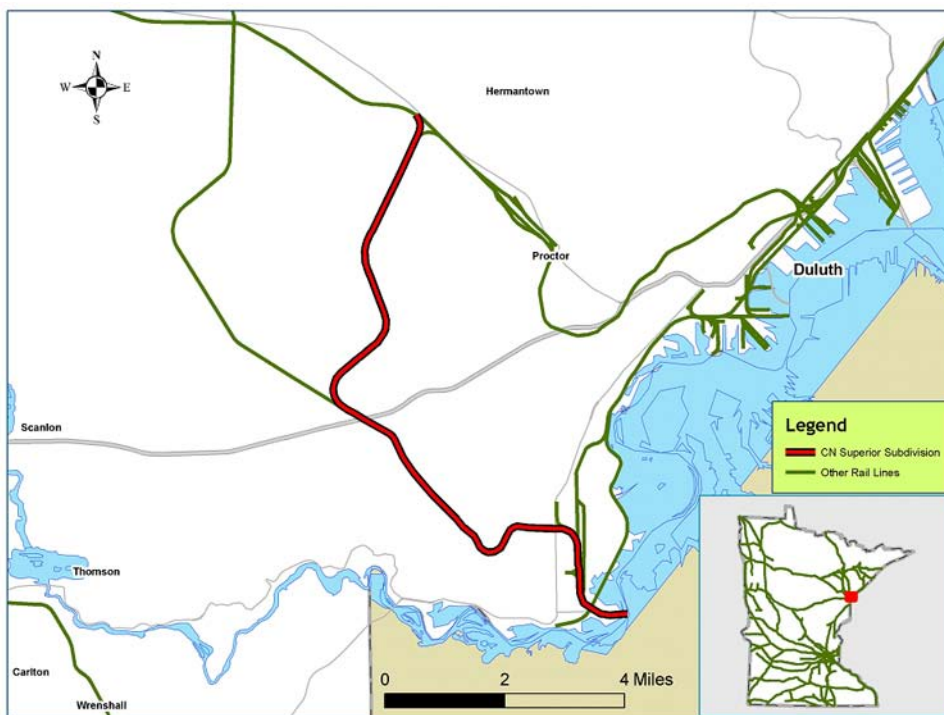 N
W E
S
Hermantown
Proctor
Duluth
Scanlon
Legend
CN Superior Subdivision
Other Rail Lines
Thomson
Carlton
Wrenshall
0 2 4 Miles